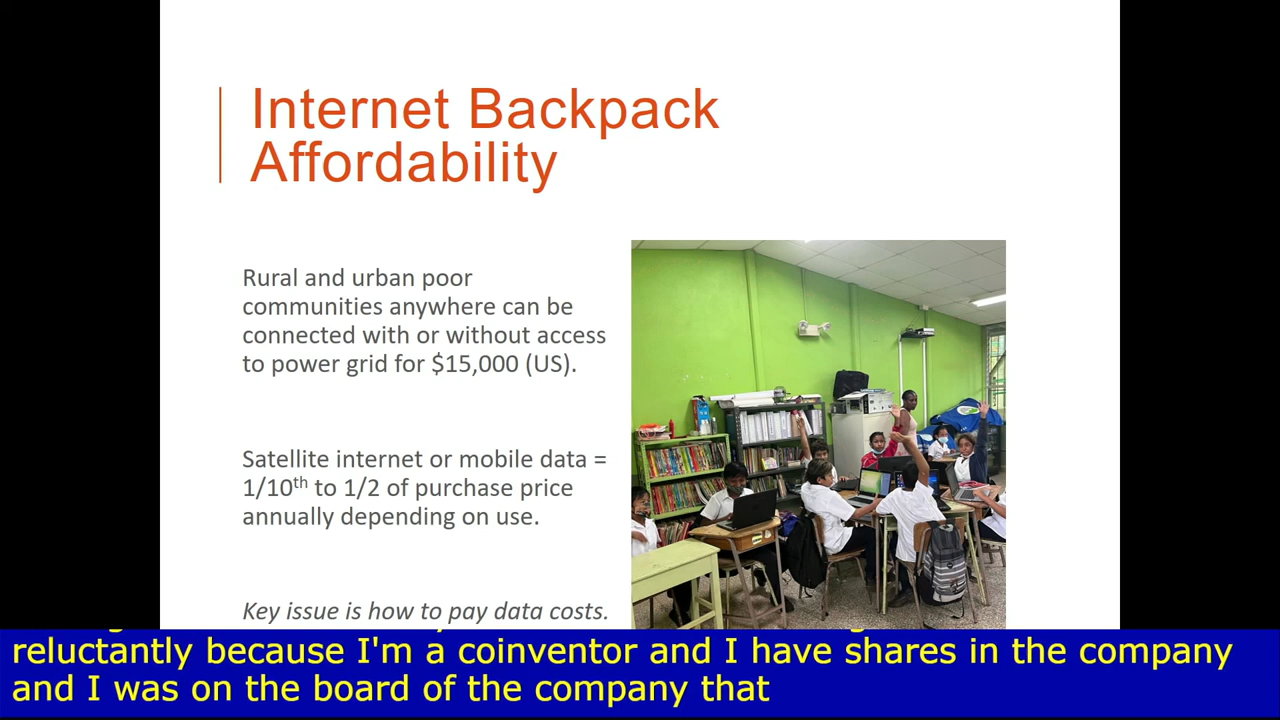 Internet Backpack
Affordability
Rural and urban poor
communities anywhere can be
connected with or without access
to power grid for $15,000 (US).
Satellite internet or mobile data =
1/10th to 1/2 of purchase price
annually depending on use.
Key issue is how to pay data costs.
reluctantly because I'm a coinventor and I have shares in the company
and I was on the board of the company that